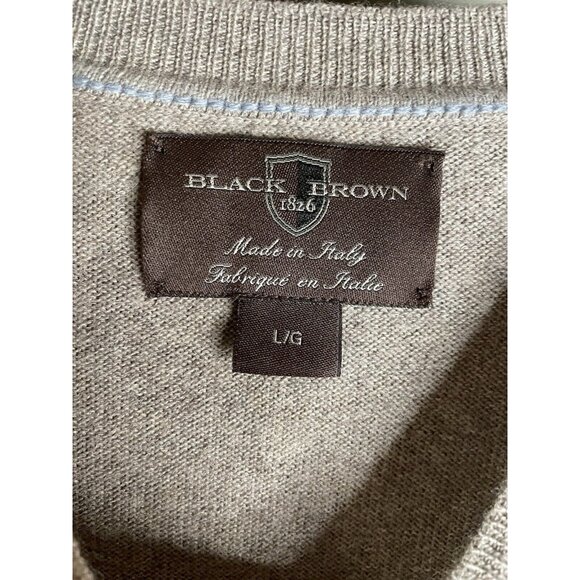 BLACK BROWN
1826
Made in Italy
Fabriqué en Italie
L/G